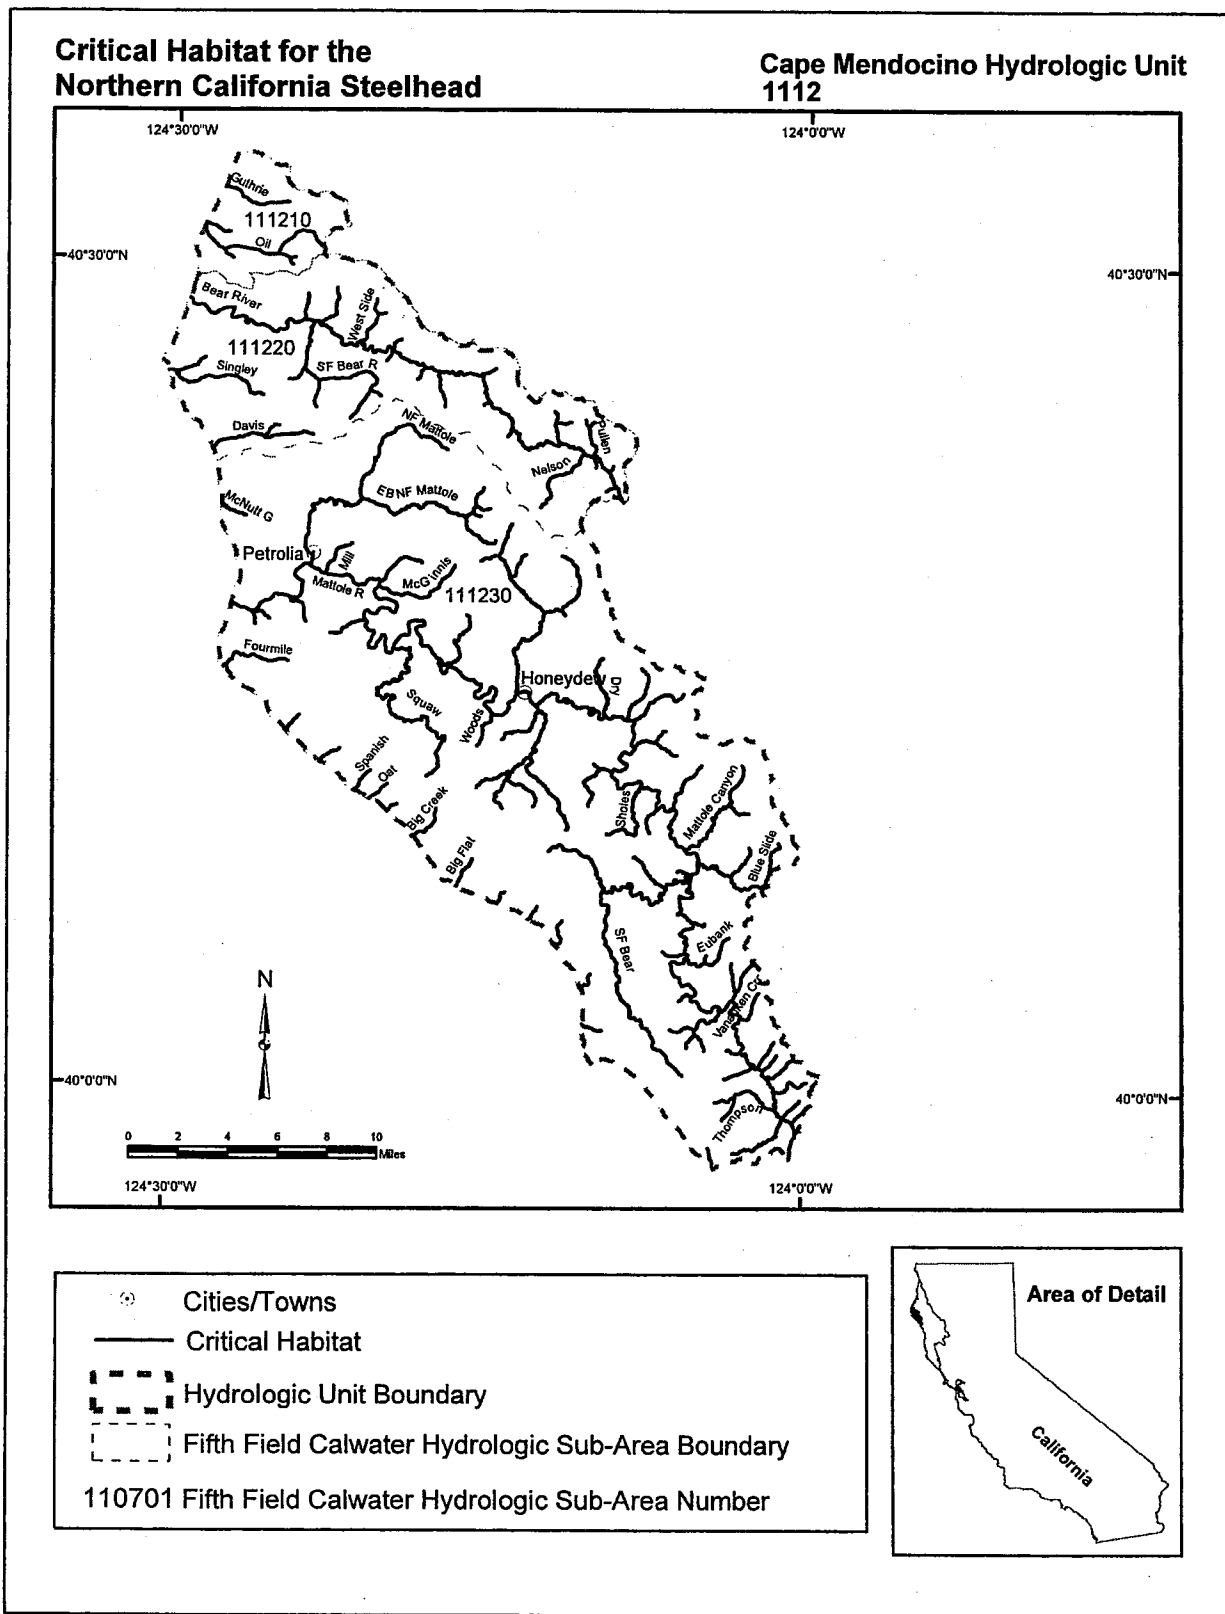 Critical Habitat for the
Northern California Steelhead
Cape Mendocino Hydrologic Unit
1112
124°30'0"W
124°0'0"W
Guthrie
111210
Oil
40°30'0"N
40°30'0"N
Bear River
West Side
111220
Singley
SF Bear R
Davis
NF Mattole
Pullen
Nelson
EBNF Mattole
McNutt G
Petrolia
Mill
Mattole R
McGinnis
111230
Fourmile
Honeydew
Dry
Squaw
Woods
Spanish
Oat
Big Creek
Sholes
Mattole Canyon
Big Flat
Blue Slide
SF Bear
Eubank
N
Vanauken Cr
40°0'0"N
40°0'0"N
Thompson
0 2 4 6 8 10
Miles
124°30'0"W
124°0'0"W
Cities/Towns
Critical Habitat
Hydrologic Unit Boundary
Fifth Field Calwater Hydrologic Sub-Area Boundary
110701 Fifth Field Calwater Hydrologic Sub-Area Number
Area of Detail
California